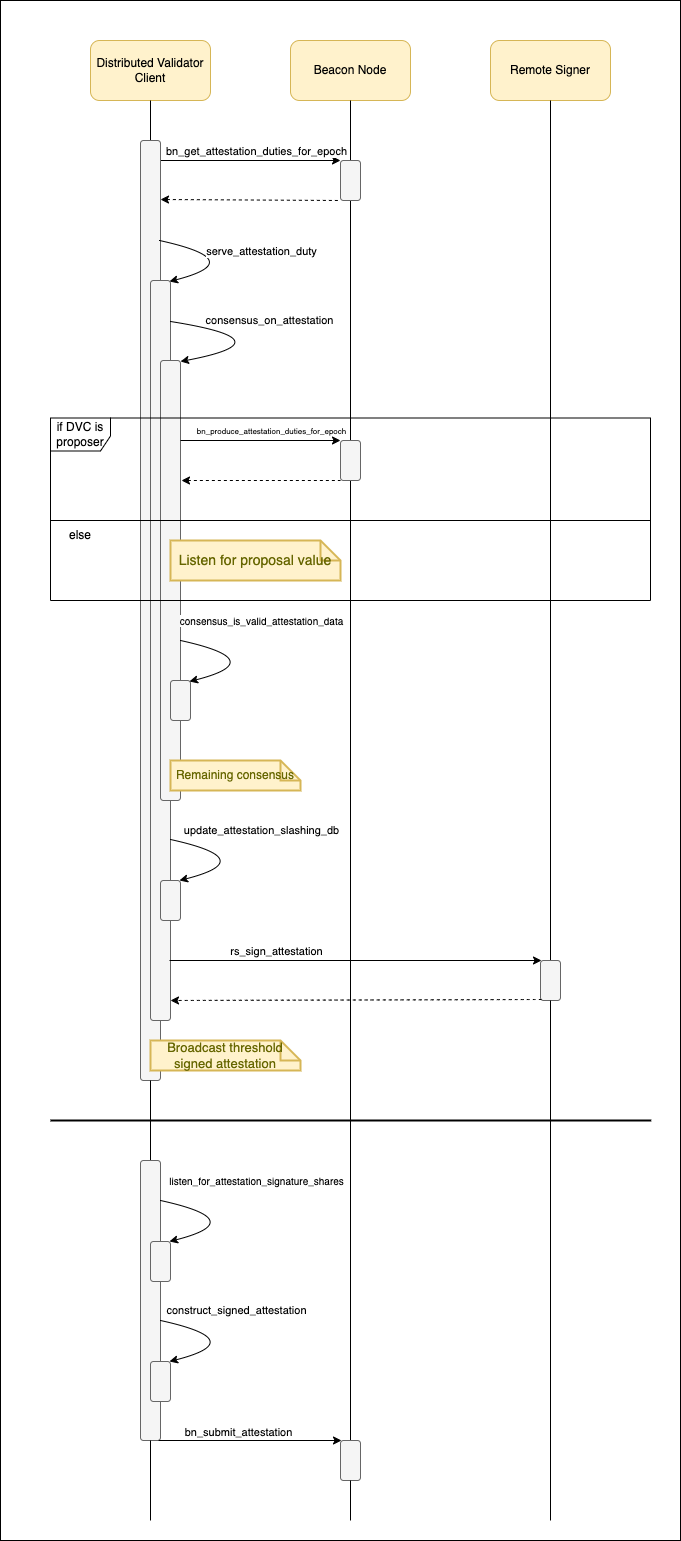 Distributed Validator
Client
Beacon Node
Remote Signer
bn_get_attestation_duties_for_epoch
serve_attestation_duty
consensus_on_attestation
if DVC is
proposer
bn_produce_attestation_duties_for_epoch
else
Listen for proposal value
consensus_is_valid_attestation_data
Remaining consensus
update_attestation_slashing_db
rs_sign_attestation
Broadcast threshold
signed attestation
listen_for_attestation_signature_shares
construct_signed_attestation
bn_submit_attestation